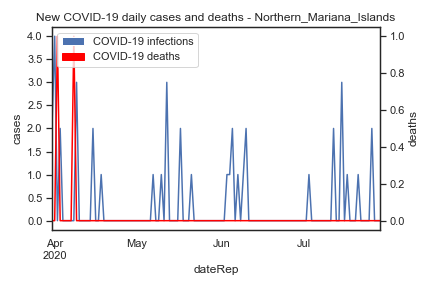 New COVID-19 daily cases and deaths - Northern_Mariana_Islands
COVID-19 infections
COVID-19 deaths
4.0
3.5
3.0
2.5
2.0
1.5
1.0
0.5
0.0
cases
1.0
0.8
0.6
0.4
0.2
0.0
deaths
Apr
2020
May
Jun
Jul
dateRep